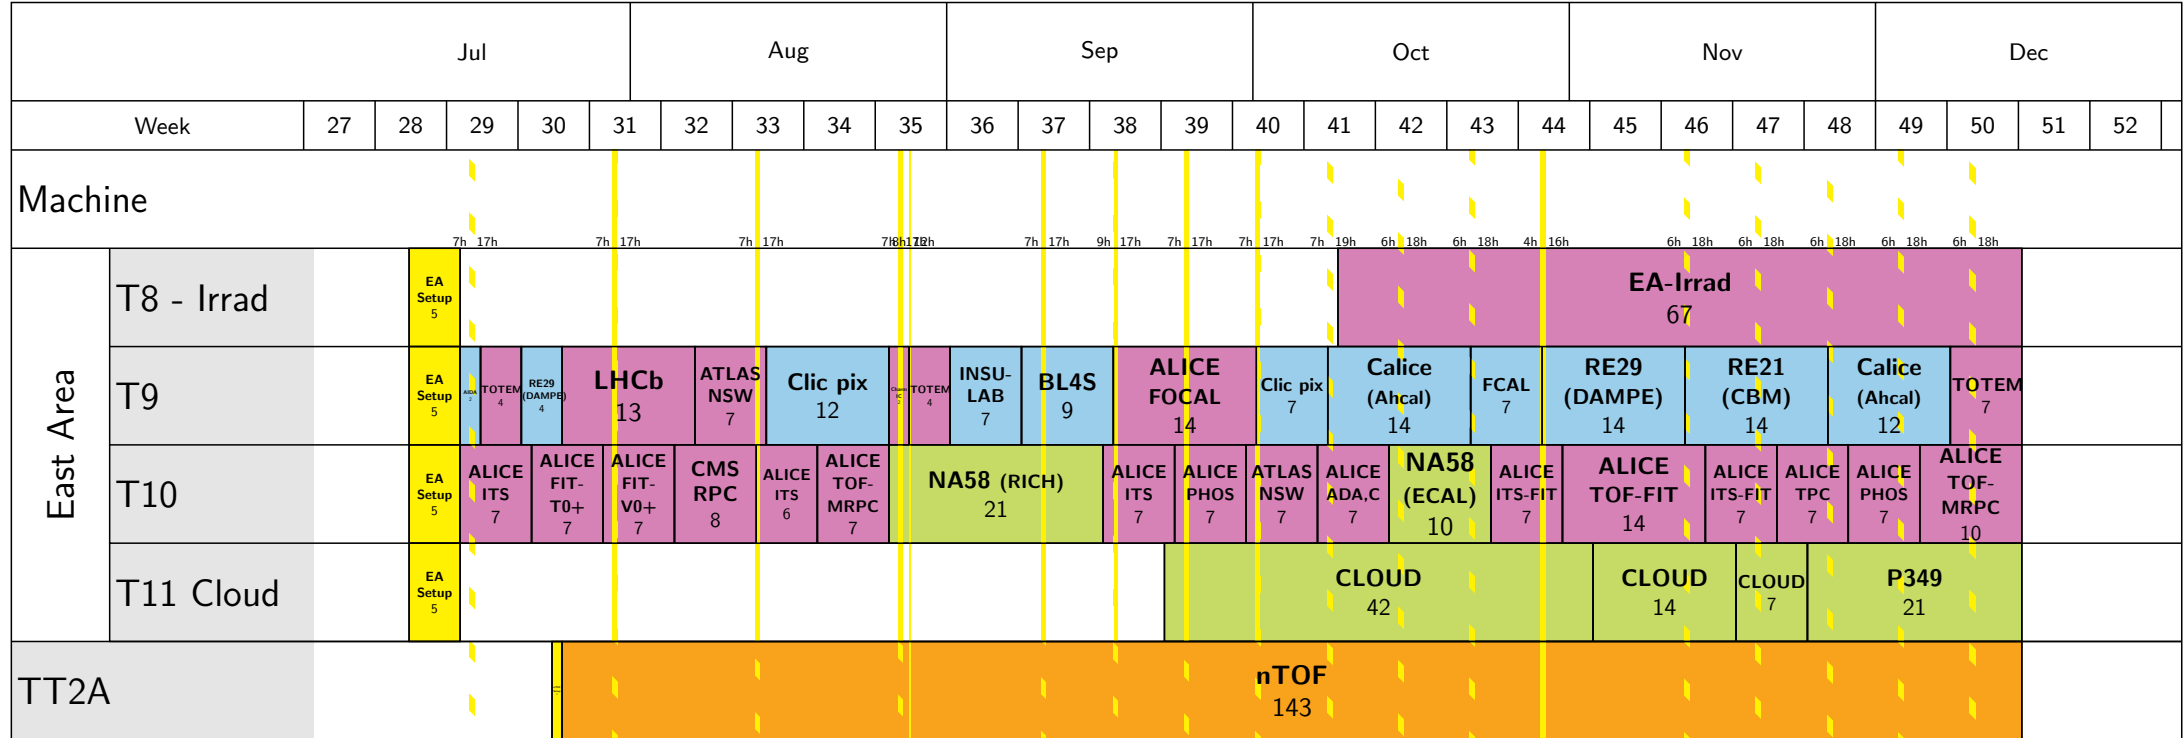 Jul Aug Sep Oct Nov Dec
Week 27 28 29 30 31 32 33 34 35 36 37 38 39 40 41 42 43 44 45 46 47 48 49 50 51 52
Machine
7h 17h 7h 17h 7h 17h 7h 17h 7h 17h 9h 17h 7h 17h 7h 17h 7h 19h 6h 18h 6h 18h 4h 16h 6h 18h 6h 18h 6h 18h 6h 18h 6h 18h
East Area
T8 - Irrad
EA
Setup
5
EA-Irrad
67
T9
EA
Setup
5
TOTEM
4
RE29
(DAMPE)
4
LHCb
13
ATLAS
NSW
7
Clic pix
12
TOTEM
4
INSU-
LAB
7
BL4S
9
ALICE
FOCAL
14
Clic pix
7
Calice
(Ahcal)
14
FCAL
7
RE29
(DAMPE)
14
RE21
(CBM)
14
Calice
(Ahcal)
12
TOTEM
7
T10
EA
Setup
5
ALICE
ITS
7
ALICE
FIT-
T0+
7
ALICE
FIT-
V0+
7
CMS
RPC
8
ALICE
ITS
6
ALICE
TOF-
MRPC
7
NA58 (RICH)
21
ALICE
ITS
7
ALICE
PHOS
7
ATLAS
NSW
7
ALICE
ADA,C
7
NA58
(ECAL)
10
ALICE
ITS-FIT
7
ALICE
TOF-FIT
14
ALICE
ITS-FIT
7
ALICE
TPC
7
ALICE
PHOS
7
ALICE
TOF-
MRPC
10
T11 Cloud
EA
Setup
5
CLOUD
42
CLOUD
14
CLOUD
7
P349
21
TT2A
nTOF
143